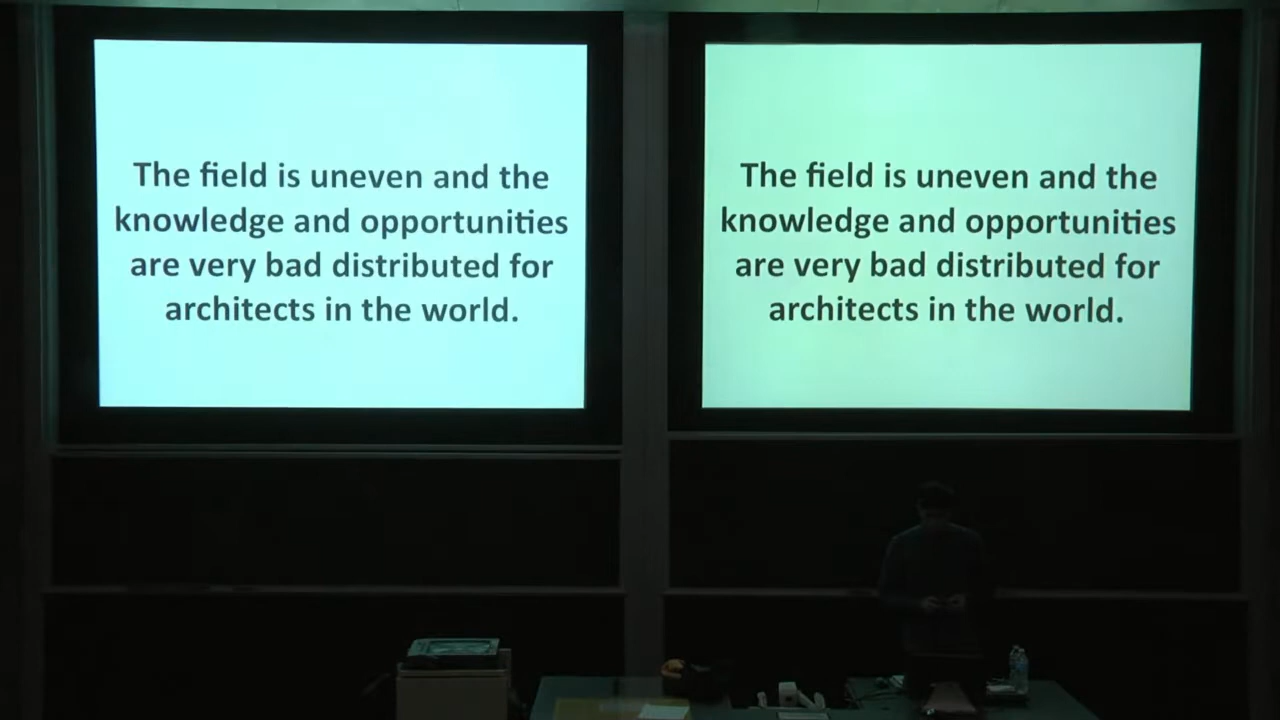 The field is uneven and the
knowledge and opportunities
are very bad distributed for
architects in the world.
The field is uneven and the
knowledge and opportunities
are very bad distributed for
architects in the world.